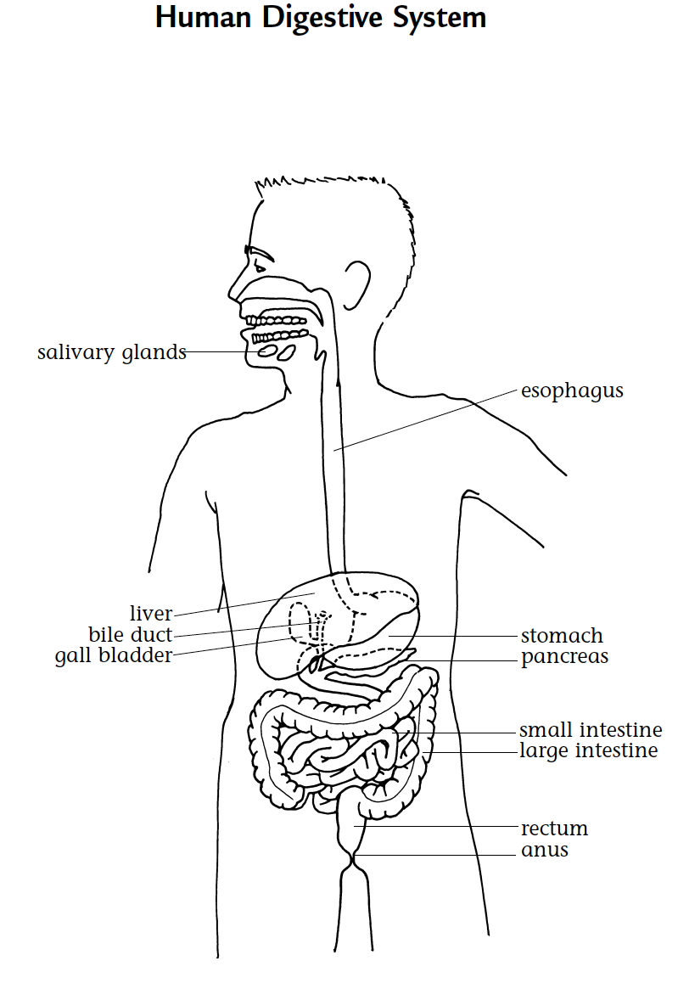 Human Digestive System
salivary glands
esophagus
liver
bile duct
gall bladder
stomach
pancreas
small intestine
large intestine
rectum
anus